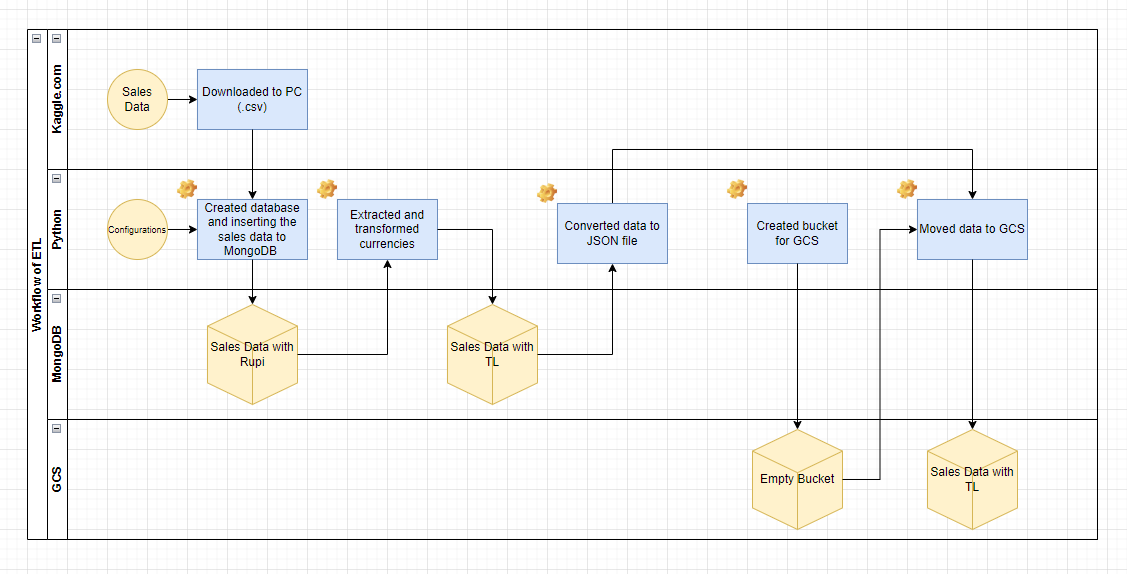 Workflow of ETL
Kaggle.com
Sales
Data
Downloaded to PC
(.csv)
Python
Configurations
Created database
and inserting the
sales data to
MongoDB
Extracted and
transformed
currencies
Converted data to
JSON file
Created bucket
for GCS
Moved data to GCS
MongoDB
Sales Data with
Rupi
Sales Data with
TL
GCS
Empty Bucket
Sales Data with
TL